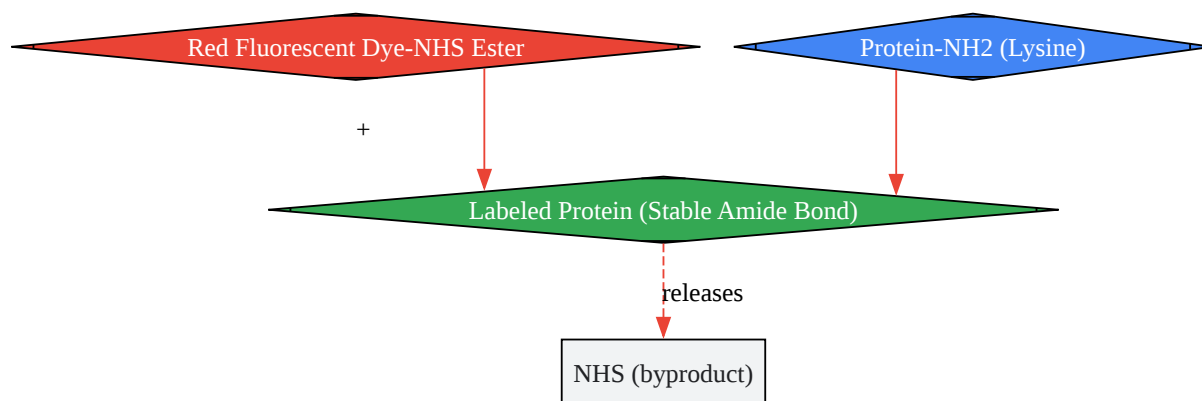 Red Fluorescent Dye-NHS Ester
Protein-NH2 (Lysine)
+
Labeled Protein (Stable Amide Bond)
releases
NHS (byproduct)